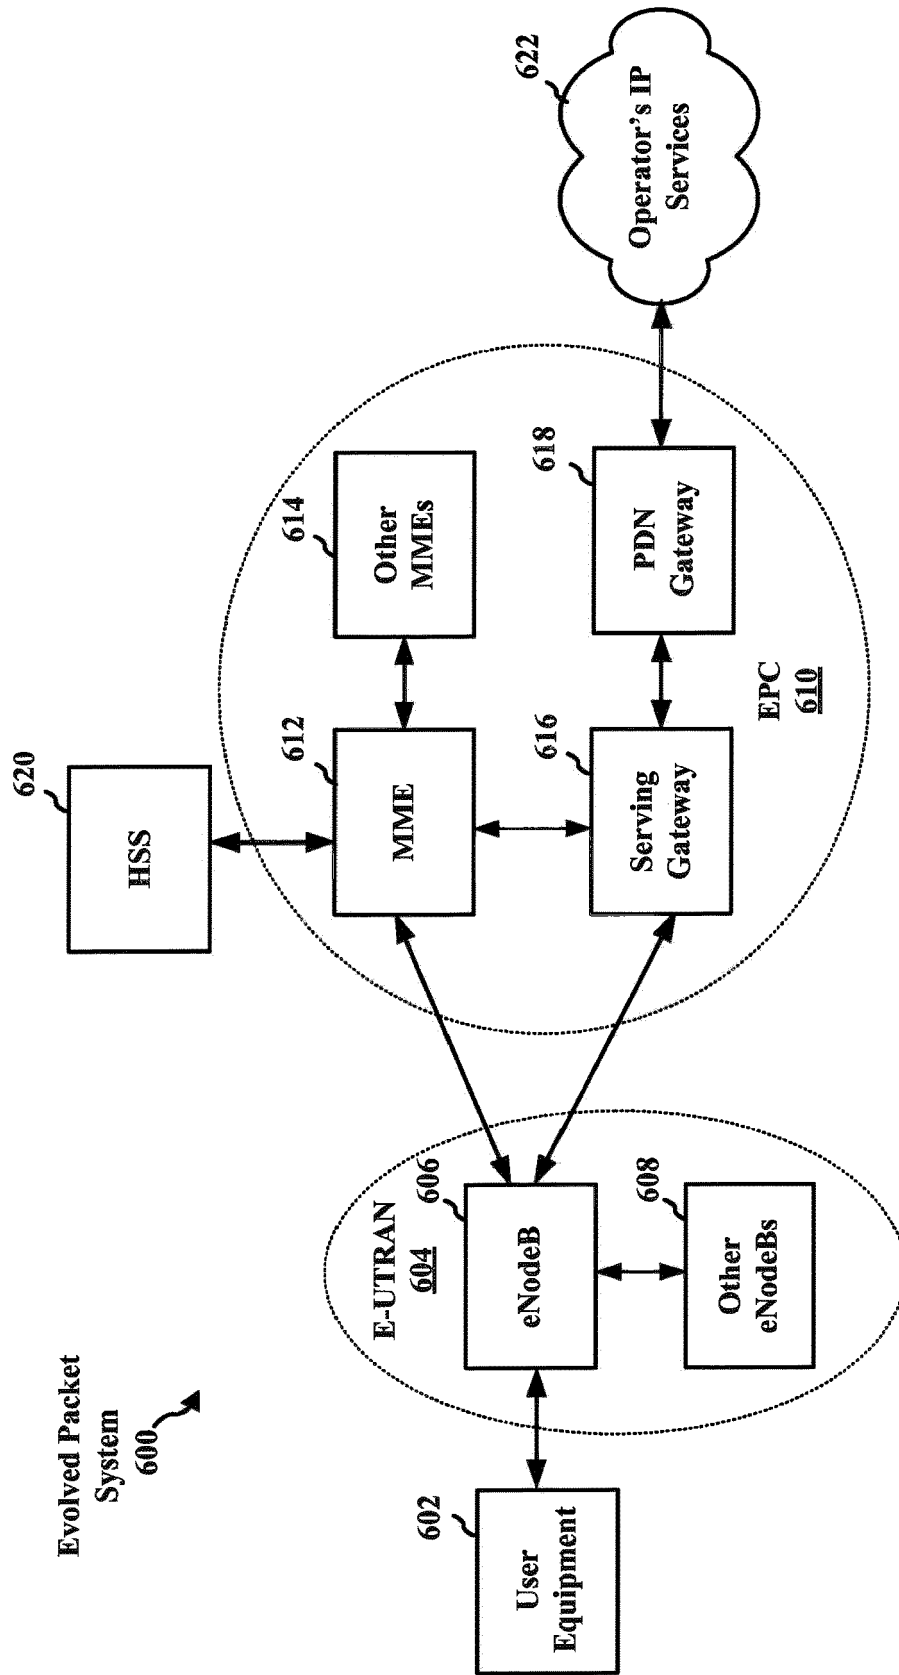 Evolved Packet
System
600
620
HSS
E-UTRAN
604
602
User
Equipment
606
eNodeB
608
Other
eNodeBs
612
MME
614
Other
MMEs
616
Serving
Gateway
618
PDN
Gateway
EPC
610
622
Operator's IP
Services